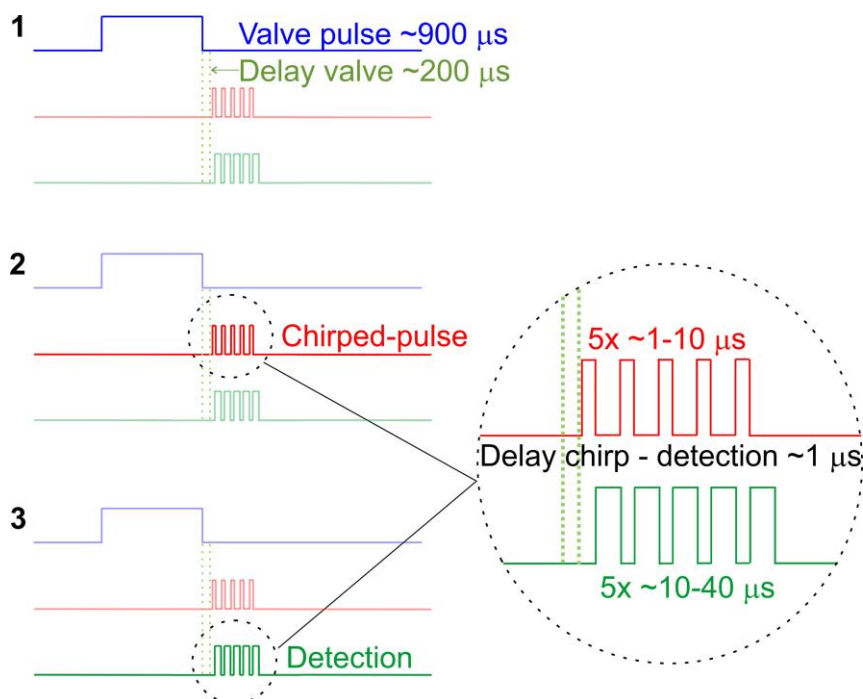 1
Valve pulse ~900 μs
Delay valve ~200 μs
2
Chirped-pulse
5x ~1-10 μs
Delay chirp - detection ~1 μs
5x ~10-40 μs
3
Detection